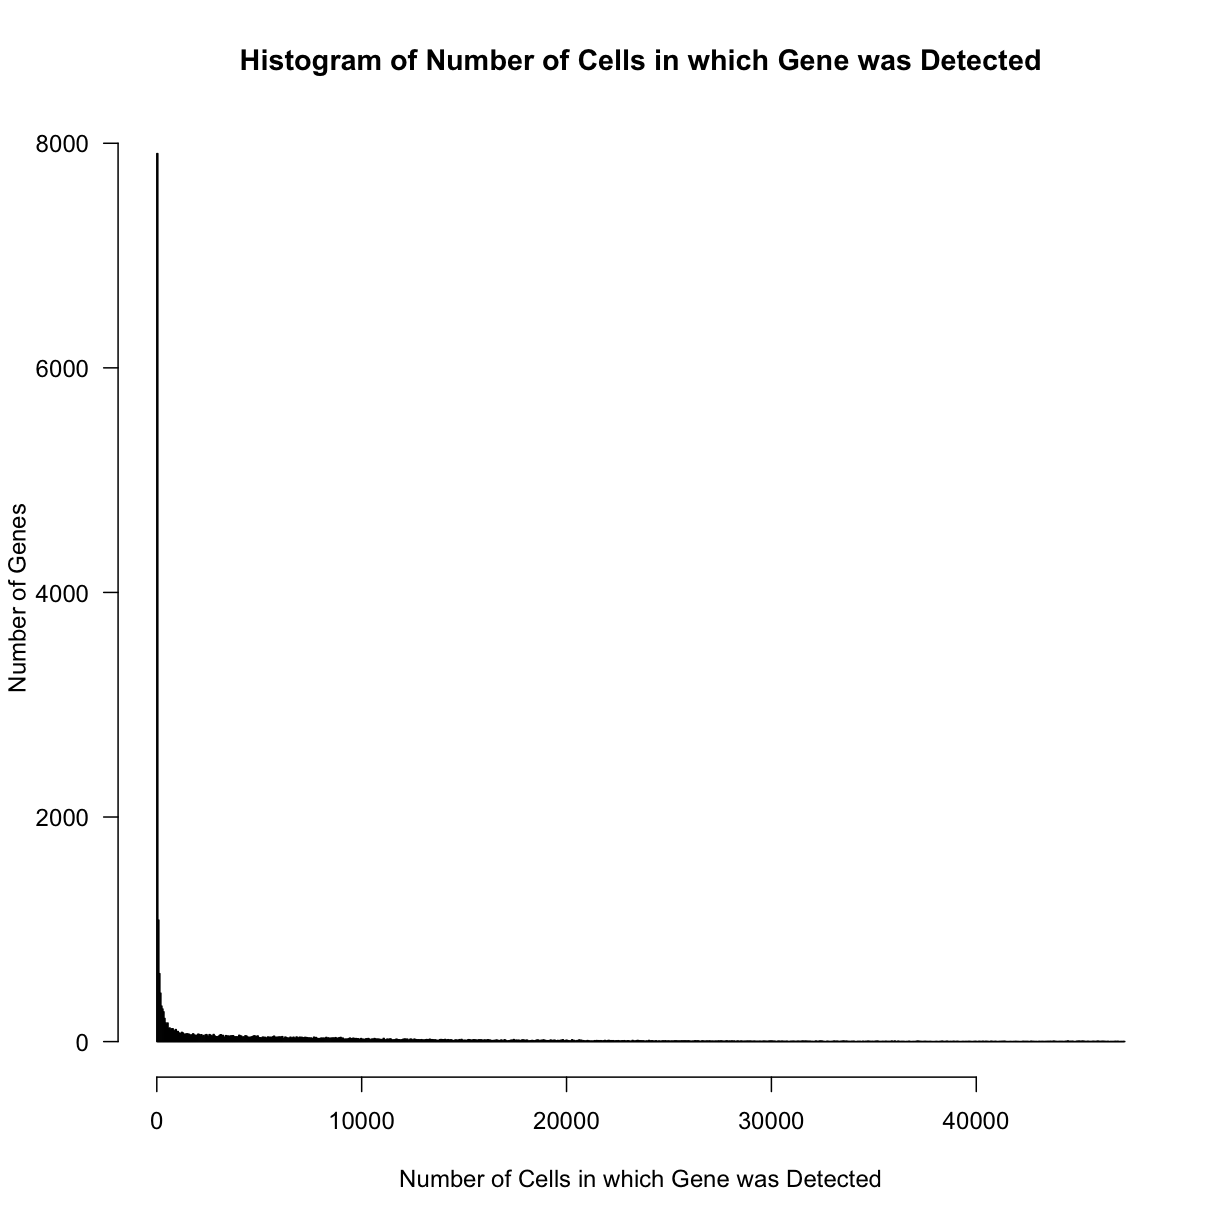 Histogram of Number of Cells in which Gene was Detected
8000
6000
4000
2000
0
Number of Genes
0 10000 20000 30000 40000
Number of Cells in which Gene was Detected